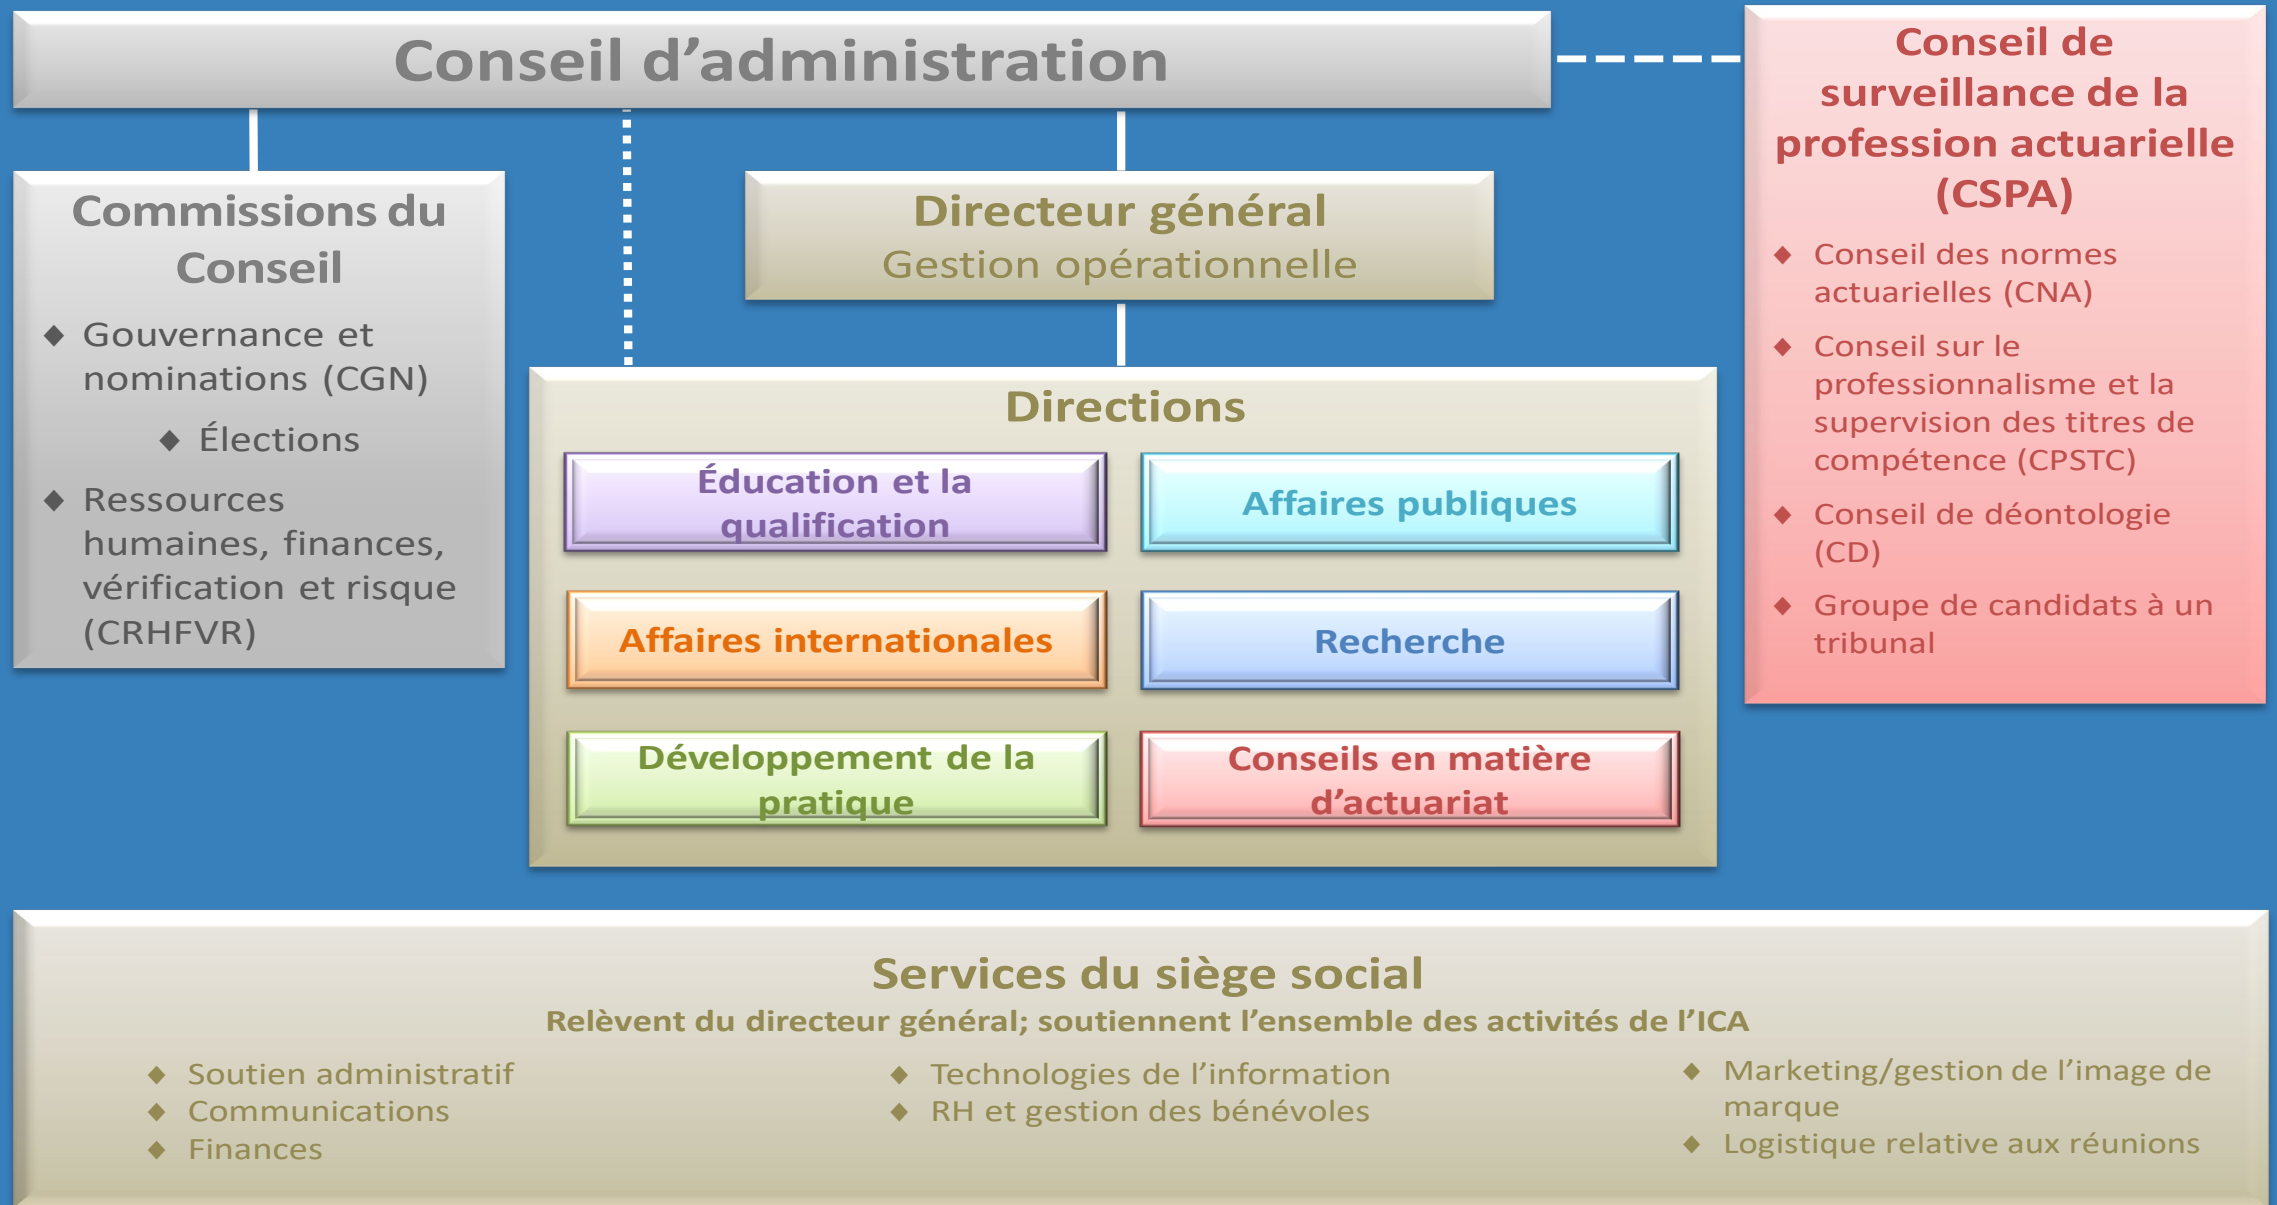 Conseil d’administration
Conseil de
surveillance de la
profession actuarielle
(CSPA)
◆ Conseil des normes
actuarielles (CNA)
◆ Conseil sur le
professionnalisme et la
supervision des titres de
compétence (CPSTC)
◆ Conseil de déontologie
(CD)
◆ Groupe de candidats à un
tribunal
Commissions du
Conseil
◆ Gouvernance et
nominations (CGN)
◆ Élections
◆ Ressources
humaines, finances,
vérification et risque
(CRHFVR)
Directeur général
Gestion opérationnelle
Directions
Éducation et la
qualification
Affaires publiques
Affaires internationales
Recherche
Développement de la
pratique
Conseils en matière
d’actuariat
Services du siège social
Relèvent du directeur général; soutiennent l’ensemble des activités de l’ICA
◆ Soutien administratif
◆ Communications
◆ Finances
◆ Technologies de l’information
◆ RH et gestion des bénévoles
◆ Marketing/gestion de l’image de
marque
◆ Logistique relative aux réunions